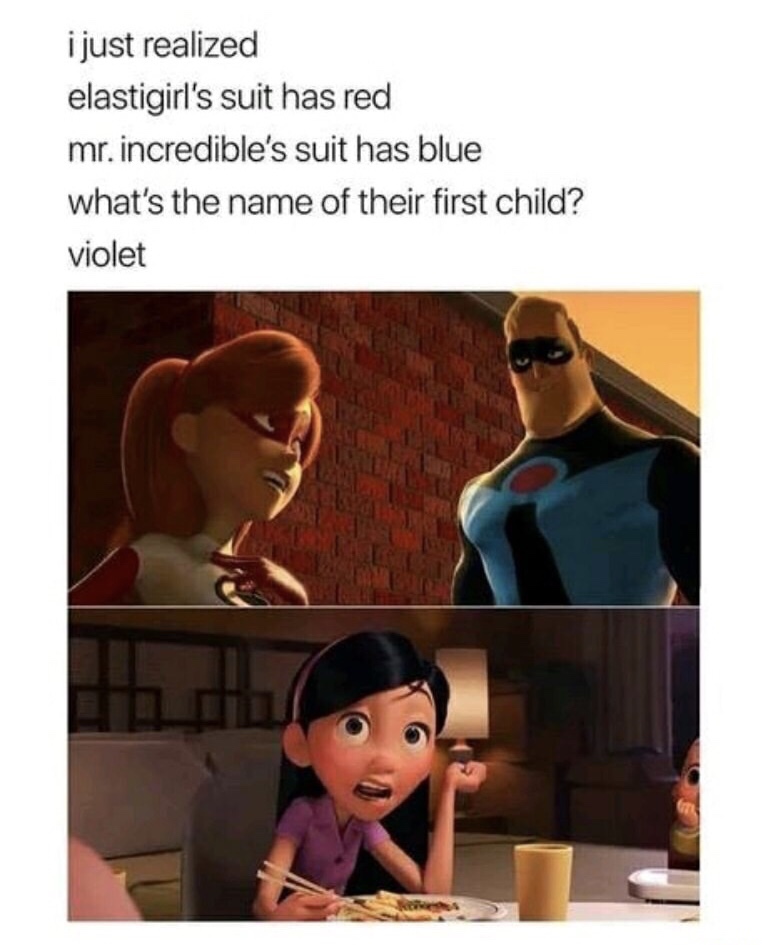 i just realized
elastigirl's suit has red
mr. incredible's suit has blue
what's the name of their first child?
violet